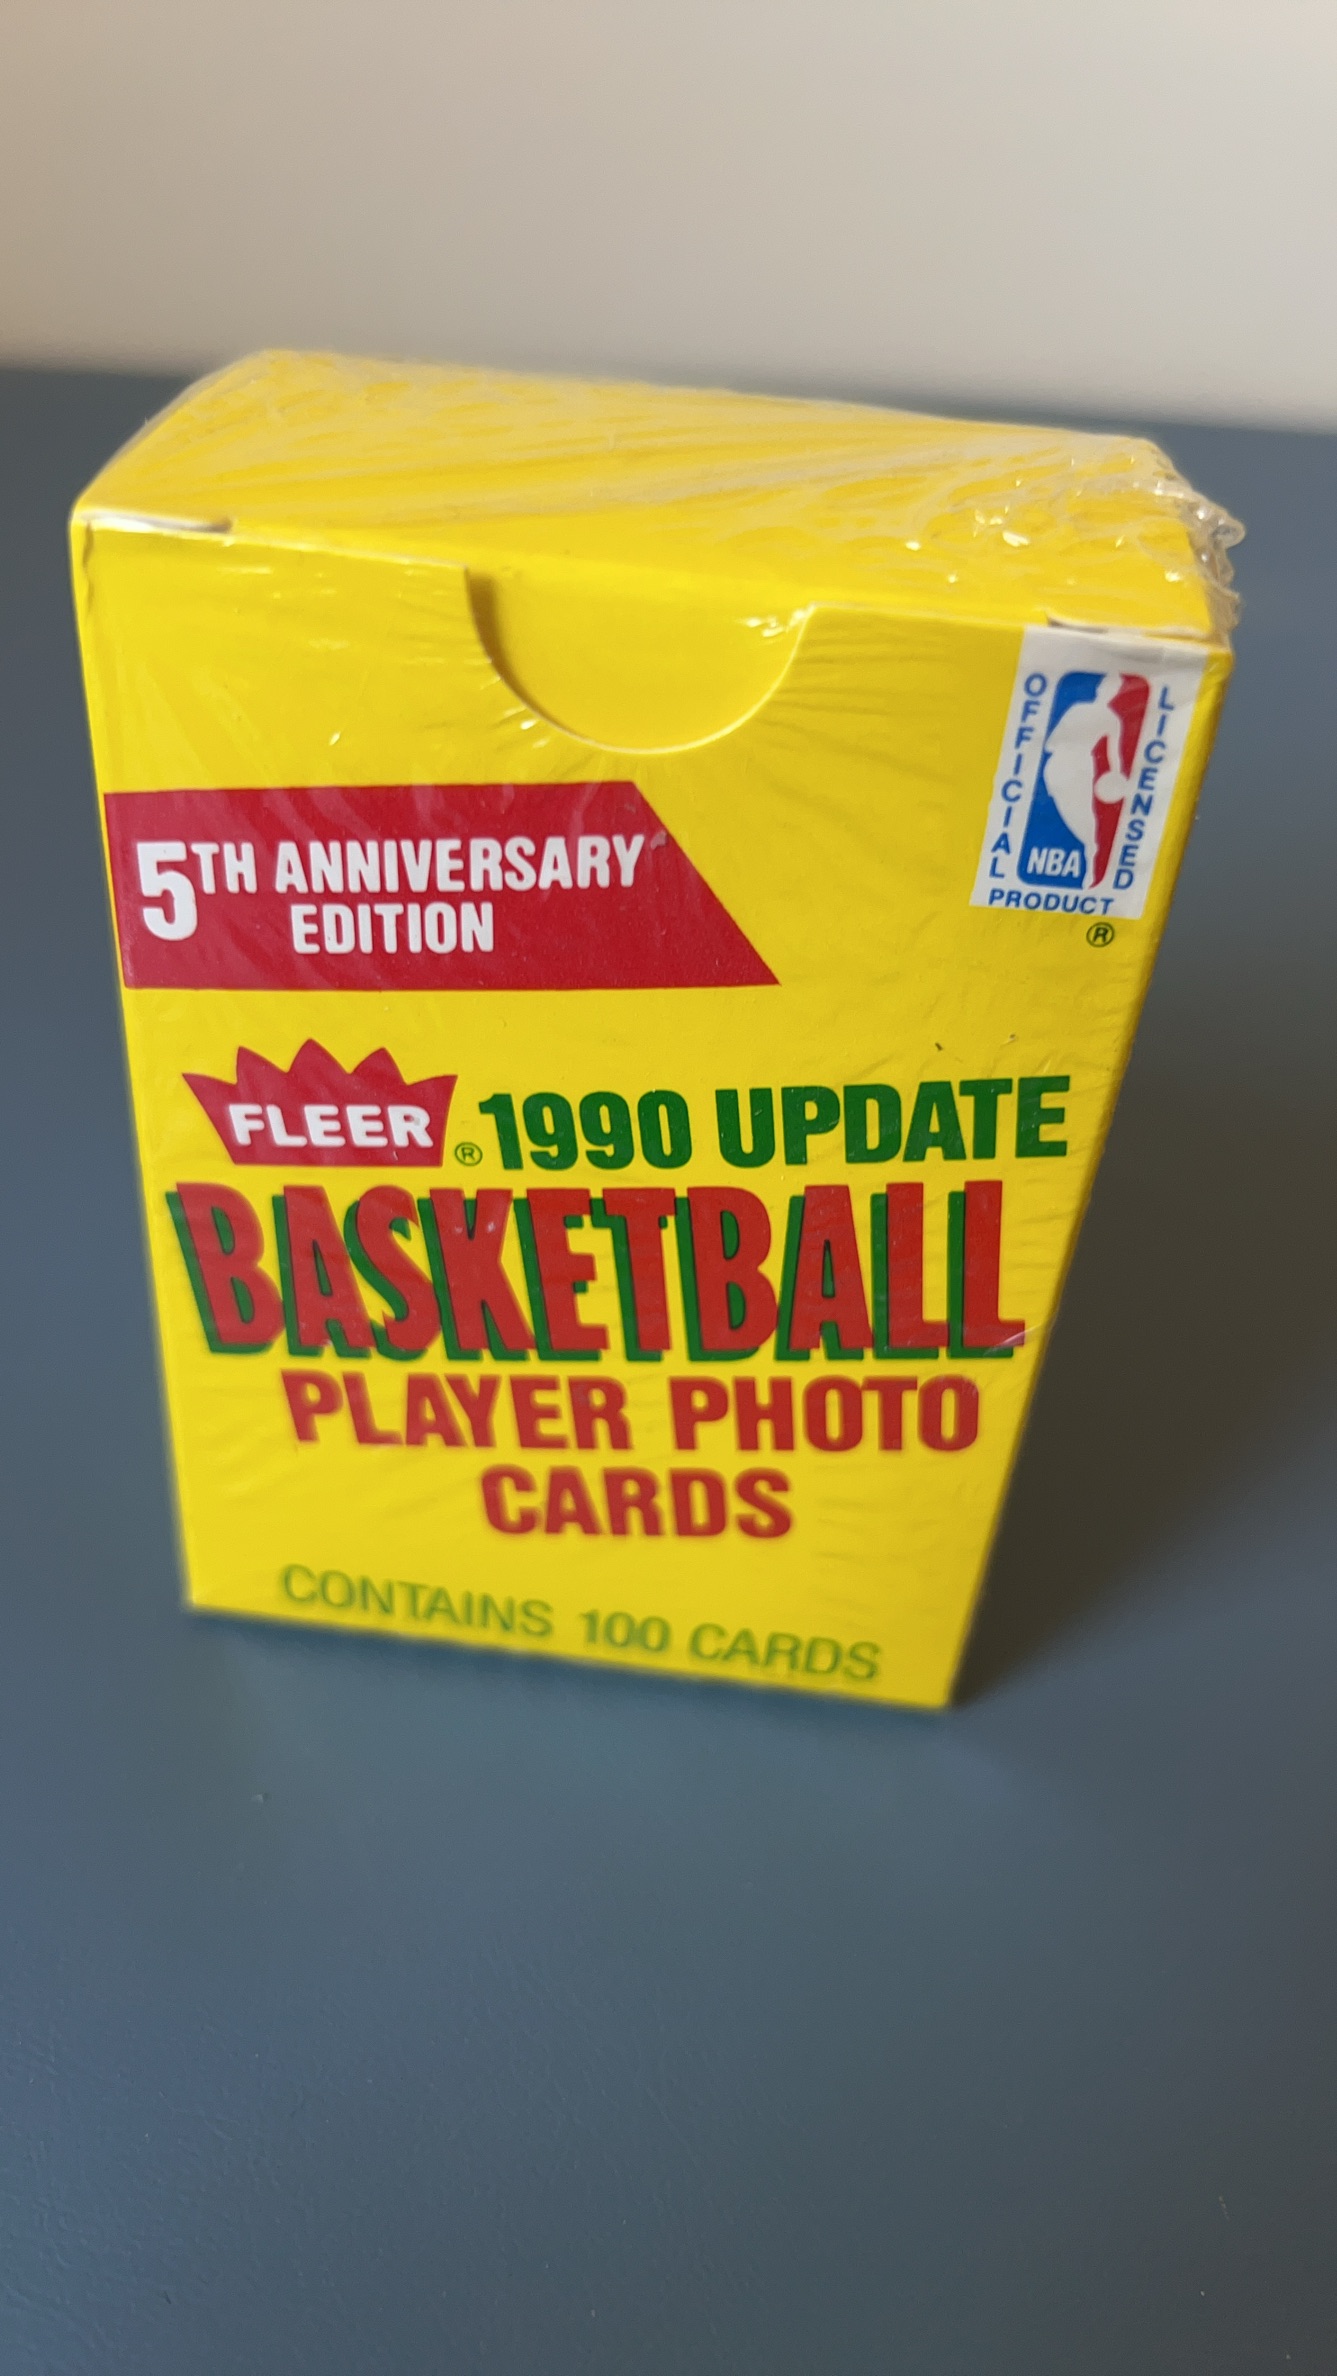 OFFICIAL
LICENSED
NBA
PRODUCT
®
5TH ANNIVERSARY
EDITION
FLEER® 1990 UPDATE
BASKETBALL
PLAYER PHOTO
CARDS
CONTAINS 100 CARDS